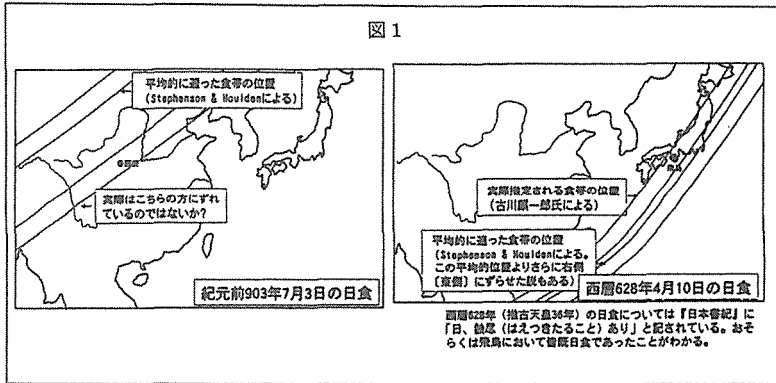 図1
平均的に遡った食帯の位置
(Stephenson & Houldenによる)
実際はこちらの方にずれ
ているのではないか?
紀元前903年7月3日の日食
飛鳥
実際推定される食帯の位置
(古川麒一郎氏による)
平均的に遡った食帯の位置
(Stephenson & Houldenによる。
この平均的位置よりさらに右側
〔東側〕にずらせた説もある)
西暦628年4月10日の日食
西暦628年(推古天皇36年)の日食については『日本書紀』に
「日、蝕尽(はえつきたること)あり」と記されている。おそ
らくは飛鳥において皆既日食であったことがわかる。